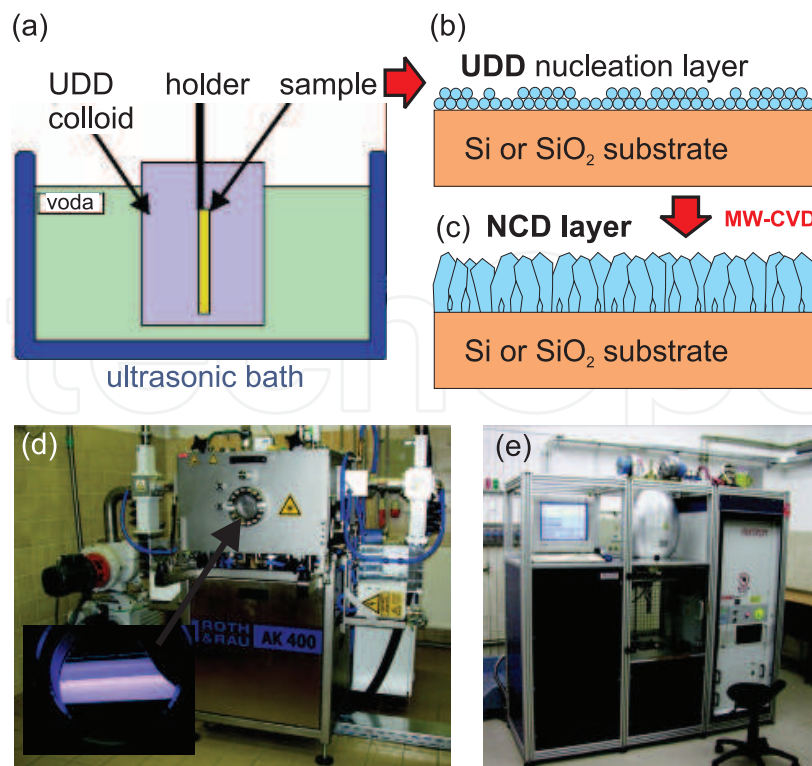 (a)
UDD
colloid
holder
sample
voda
ultrasonic bath
(b)
UDD nucleation layer
Si or SiO₂ substrate
MW-CVD
(c) NCD layer
Si or SiO₂ substrate
(d)
ROTH
&RAU
AK 400
(e)